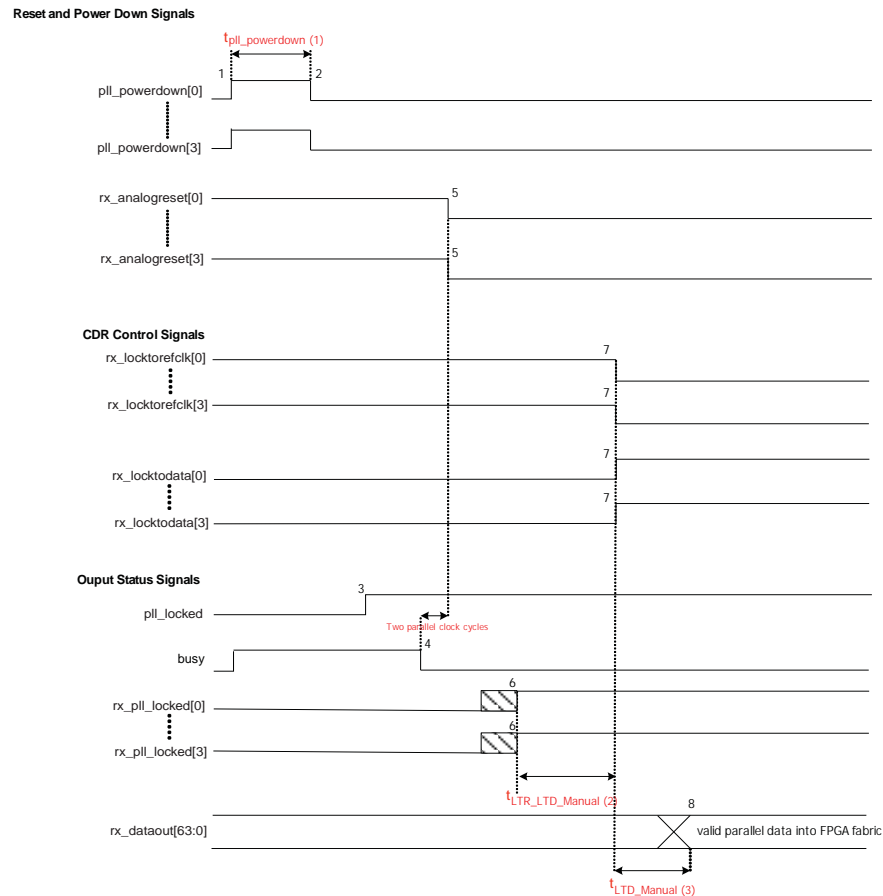 Reset and Power Down Signals
tpll_powerdown (1)
1
2
pll_powerdown[0]
pll_powerdown[3]
rx_analogreset[0]
5
rx_analogreset[3]
5
CDR Control Signals
rx_locktorefclk[0]
7
rx_locktorefclk[3]
7
rx_locktodata[0]
7
rx_locktodata[3]
7
Ouput Status Signals
pll_locked
3
Two parallel clock cycles
busy
4
rx_pll_locked[0]
6
rx_pll_locked[3]
6
tLTR_LTD_Manual (2)
rx_dataout[63:0]
8
valid parallel data into FPGA fabric
tLTD_Manual (3)